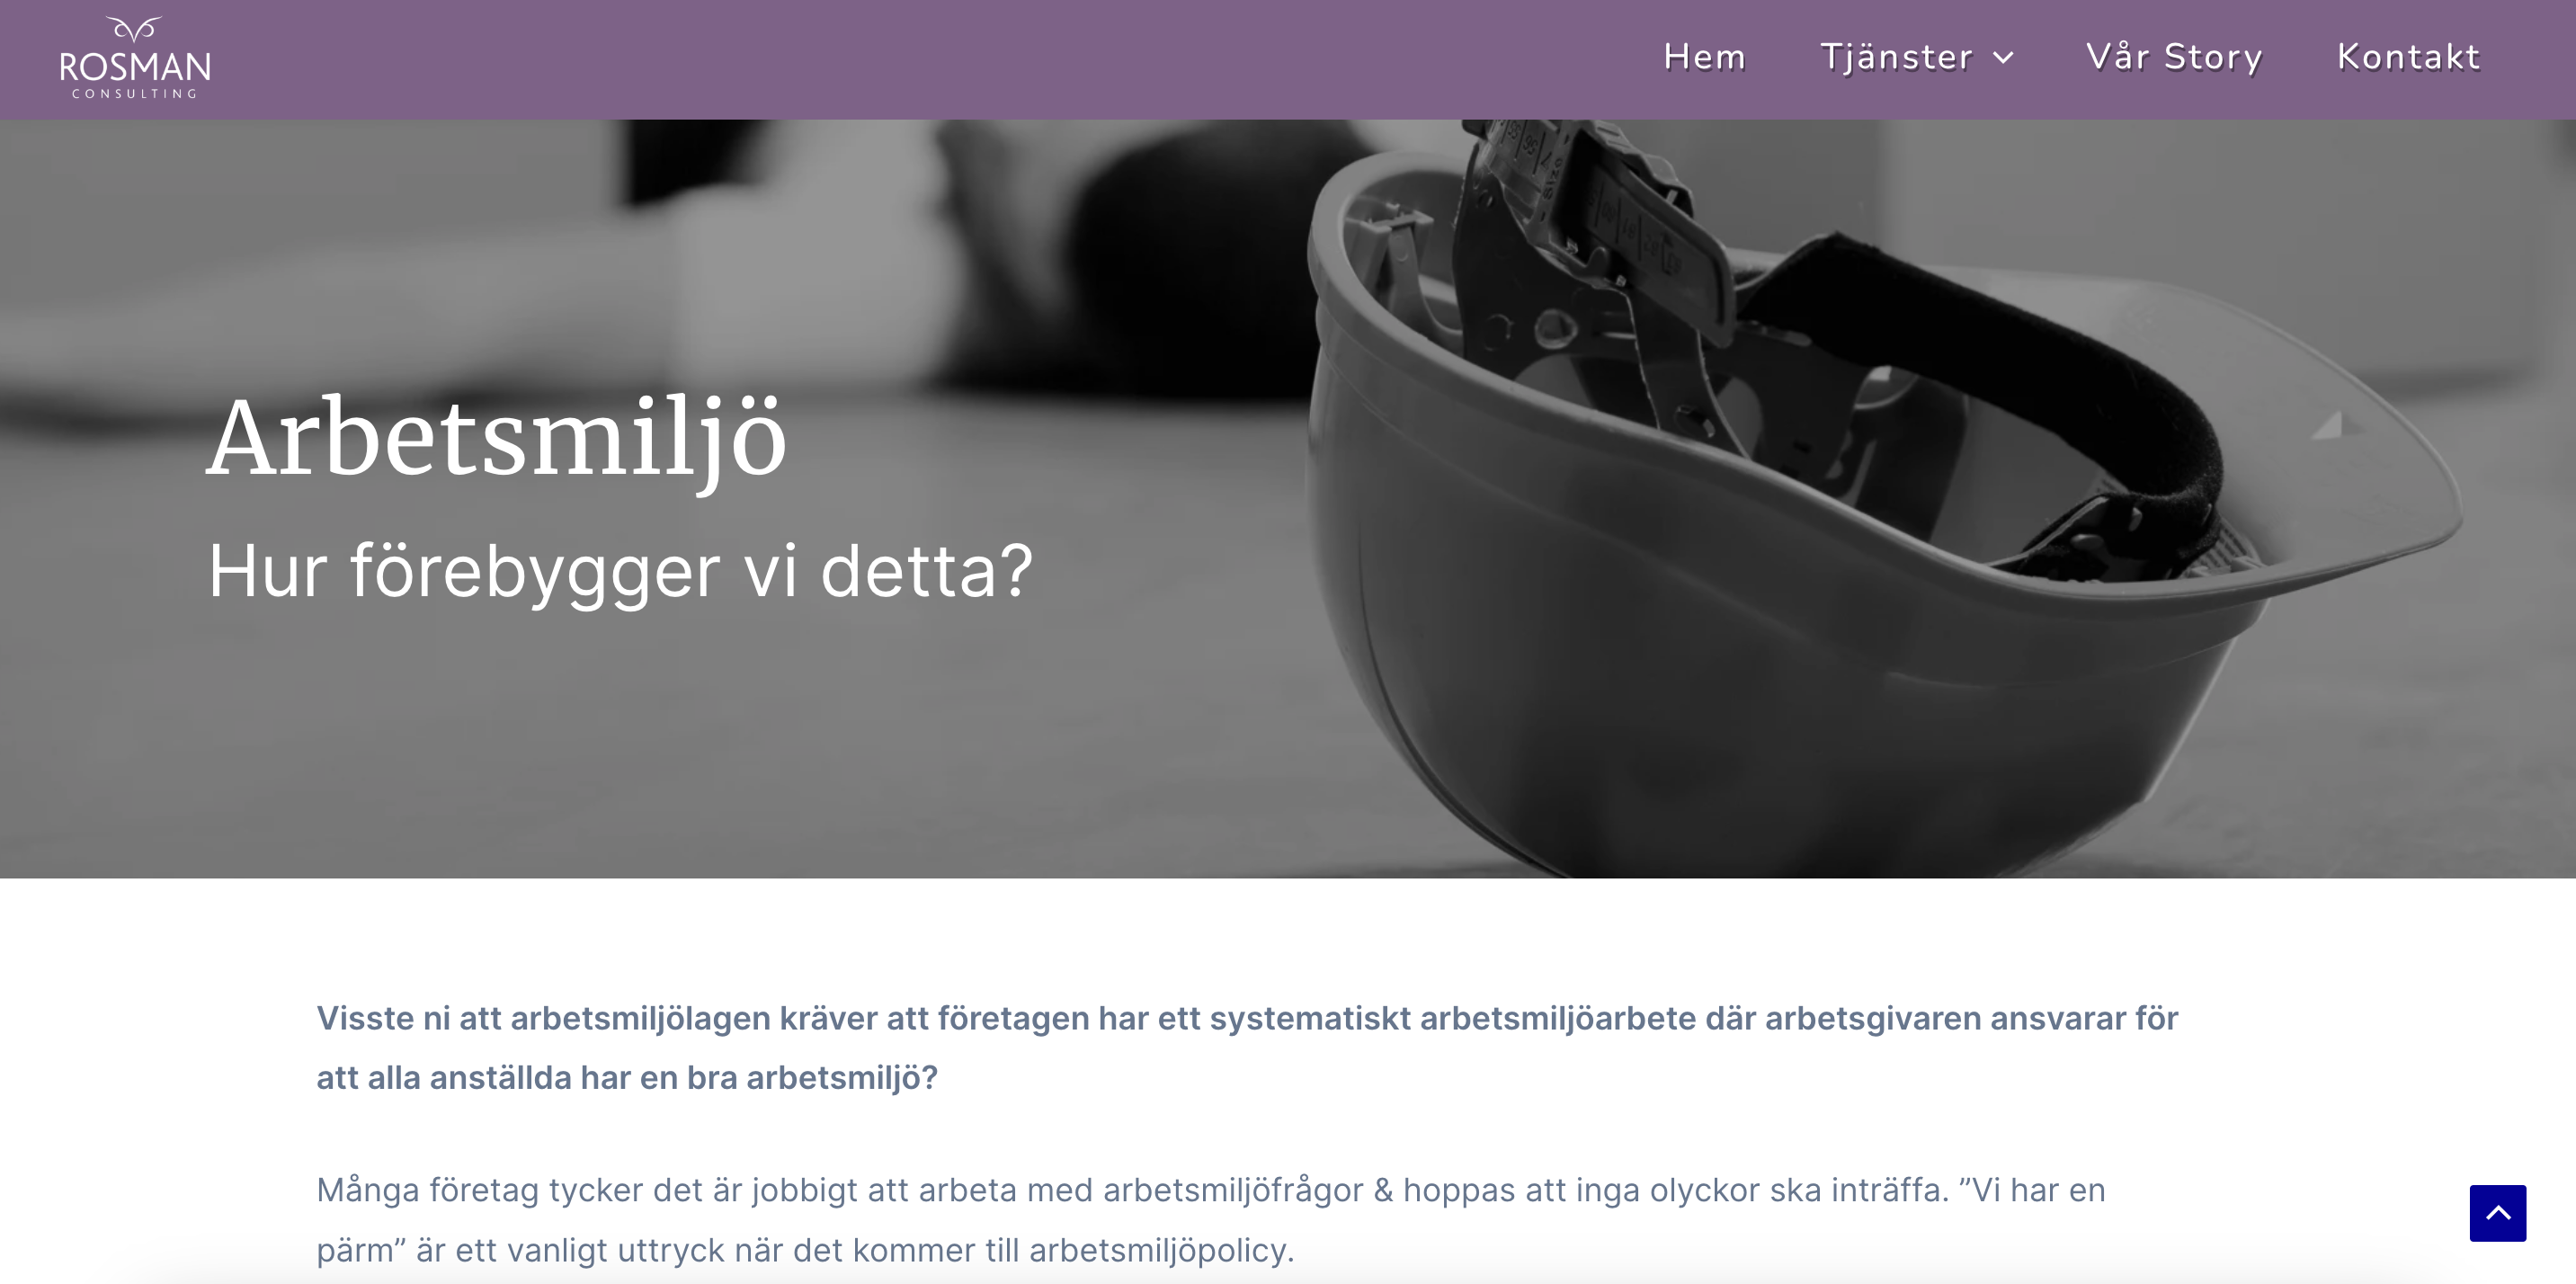 ROSMAN
CONSULTING
Hem
Tjänster
Vår Story
Kontakt
Arbetsmiljö
Hur förebygger vi detta?
Visste ni att arbetsmiljölagen kräver att företagen har ett systematiskt arbetsmiljöarbete där arbetsgivaren ansvarar för
att alla anställda har en bra arbetsmiljö?
Många företag tycker det är jobbigt att arbeta med arbetsmiljöfrågor & hoppas att inga olyckor ska inträffa. ”Vi har en
pärm” är ett vanligt uttryck när det kommer till arbetsmiljöpolicy.